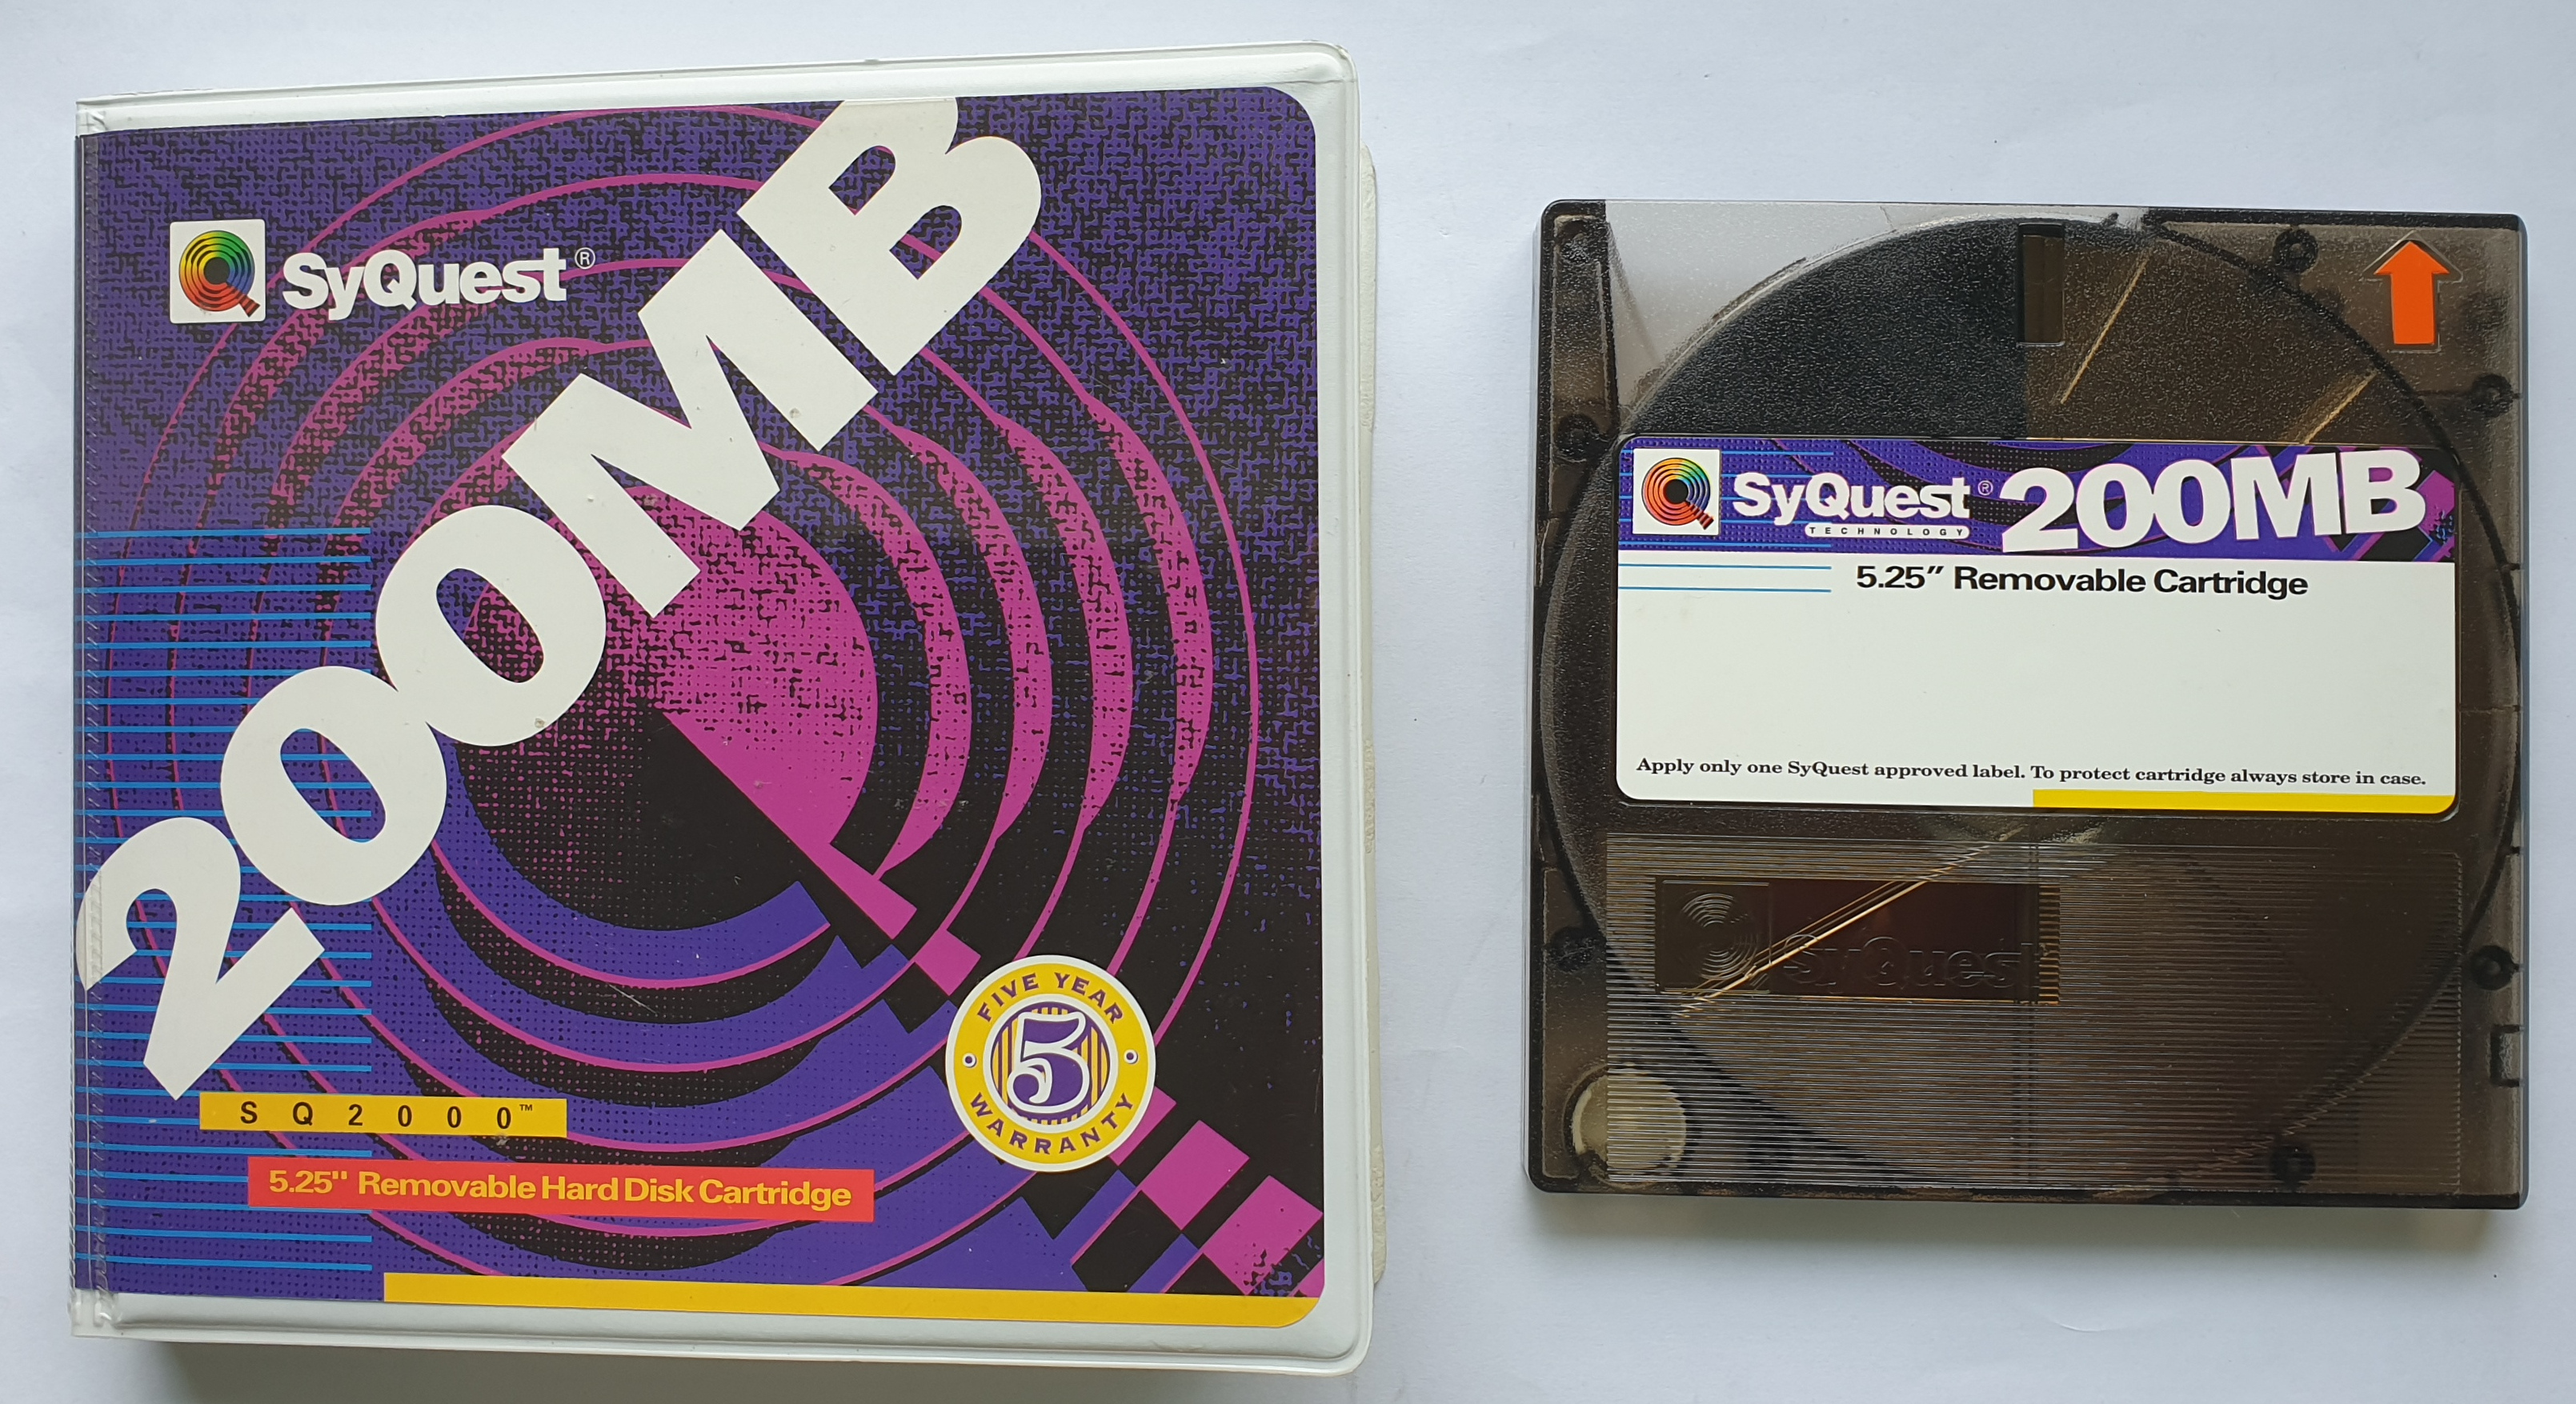 SyQuest®
200MB
FIVE YEAR
5
WARRANTY
SQ2000™
5.25" Removable Hard Disk Cartridge
SyQuest® 200MB
TECHNOLOGY
5.25″ Removable Cartridge
Apply only one SyQuest approved label. To protect cartridge always store in case.
SyQuest